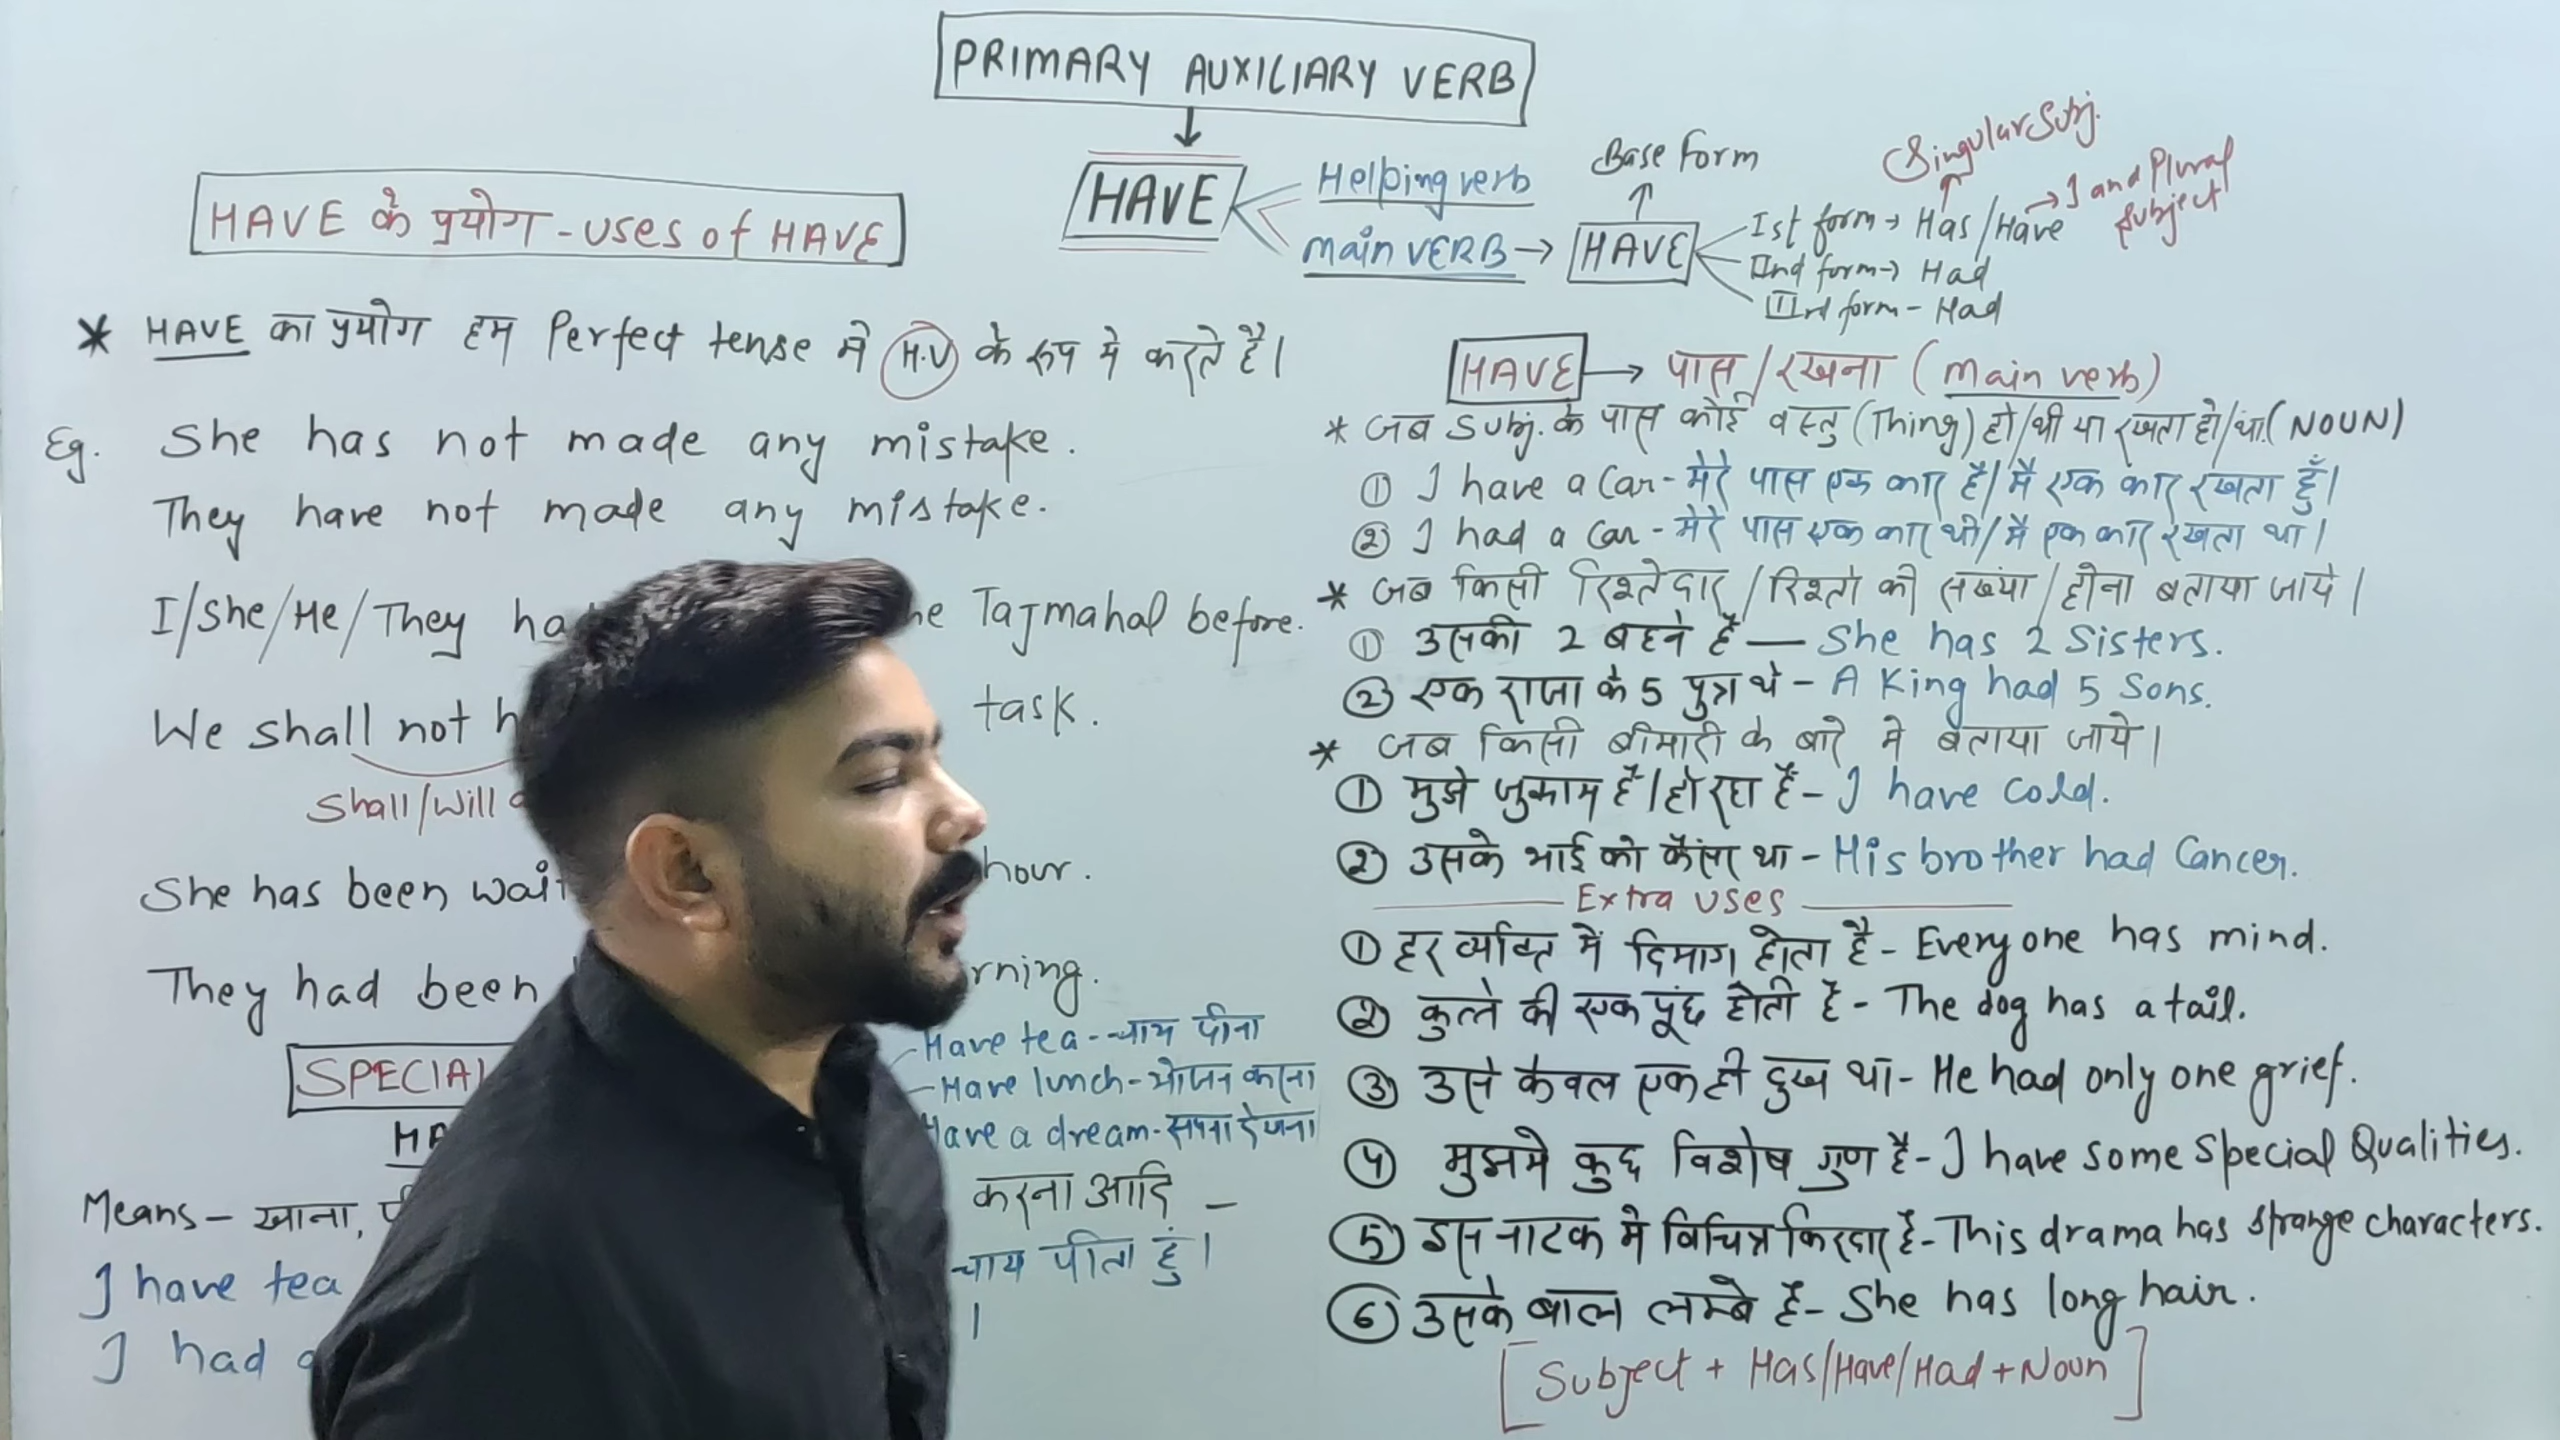 PRIMARY AUXILIARY VERB
HAVE
Helping verb
main VERB → HAVE
Base form
Singular Subj.
→ I and Plural Subject
Ist form → Has/Have
IInd form → Had
IIIrd form - Had
HAVE के प्रयोग - uses of HAVE
* HAVE का प्रयोग हम Perfect tense मे H.V के रूप मे करते है।
Eg. She has not made any mistake.
They have not made any mistake.
I/She/He/They ha
he Tajmahal before.
We shall not h
task.
Shall/will
She has been wait
hour.
They had been
rning.
SPECIAL
HA
Have tea - चाय पीना
Have lunch - भोजन करना
Have a dream - सपना देखना
Means - खाना,
करना आदि -
I have tea
चाय पीता हुं।
I had a
।
HAVE → पास/रखना (main verb)
* जब Subj. के पास कोई वस्तु (Thing) हो/थी या रखता हो/था (NOUN)
① I have a Car - मेरे पास एक कार है/मै एक कार रखता हुँ।
② I had a Car - मेरे पास एक कार थी/मै एक कार रखता था।
* जब किसी रिश्तेदार/रिश्तो की संख्या/होना बताया जाये।
① उसकी 2 बहने है — She has 2 Sisters.
② एक राजा के 5 पुत्र थे - A King had 5 Sons.
* जब किसी बीमारी के बारे मे बताया जाये।
① मुझे जुकाम है/हो रहा है - I have cold.
② उसके भाई को कैंसर था - His brother had Cancer.
Extra uses
① हर व्यक्ति में दिमाग होता है - Everyone has mind.
② कुत्ते की एक पूंछ होती है - The dog has a tail.
③ उसे केवल एक ही दुख था - He had only one grief.
④ मुझमे कुछ विशेष गुण है - I have some special Qualities.
⑤ इस नाटक मे विचित्र किरदार है - This drama has strange characters.
⑥ उसके बाल लम्बे है - She has long hair.
[Subject + Has/Have/Had + Noun]